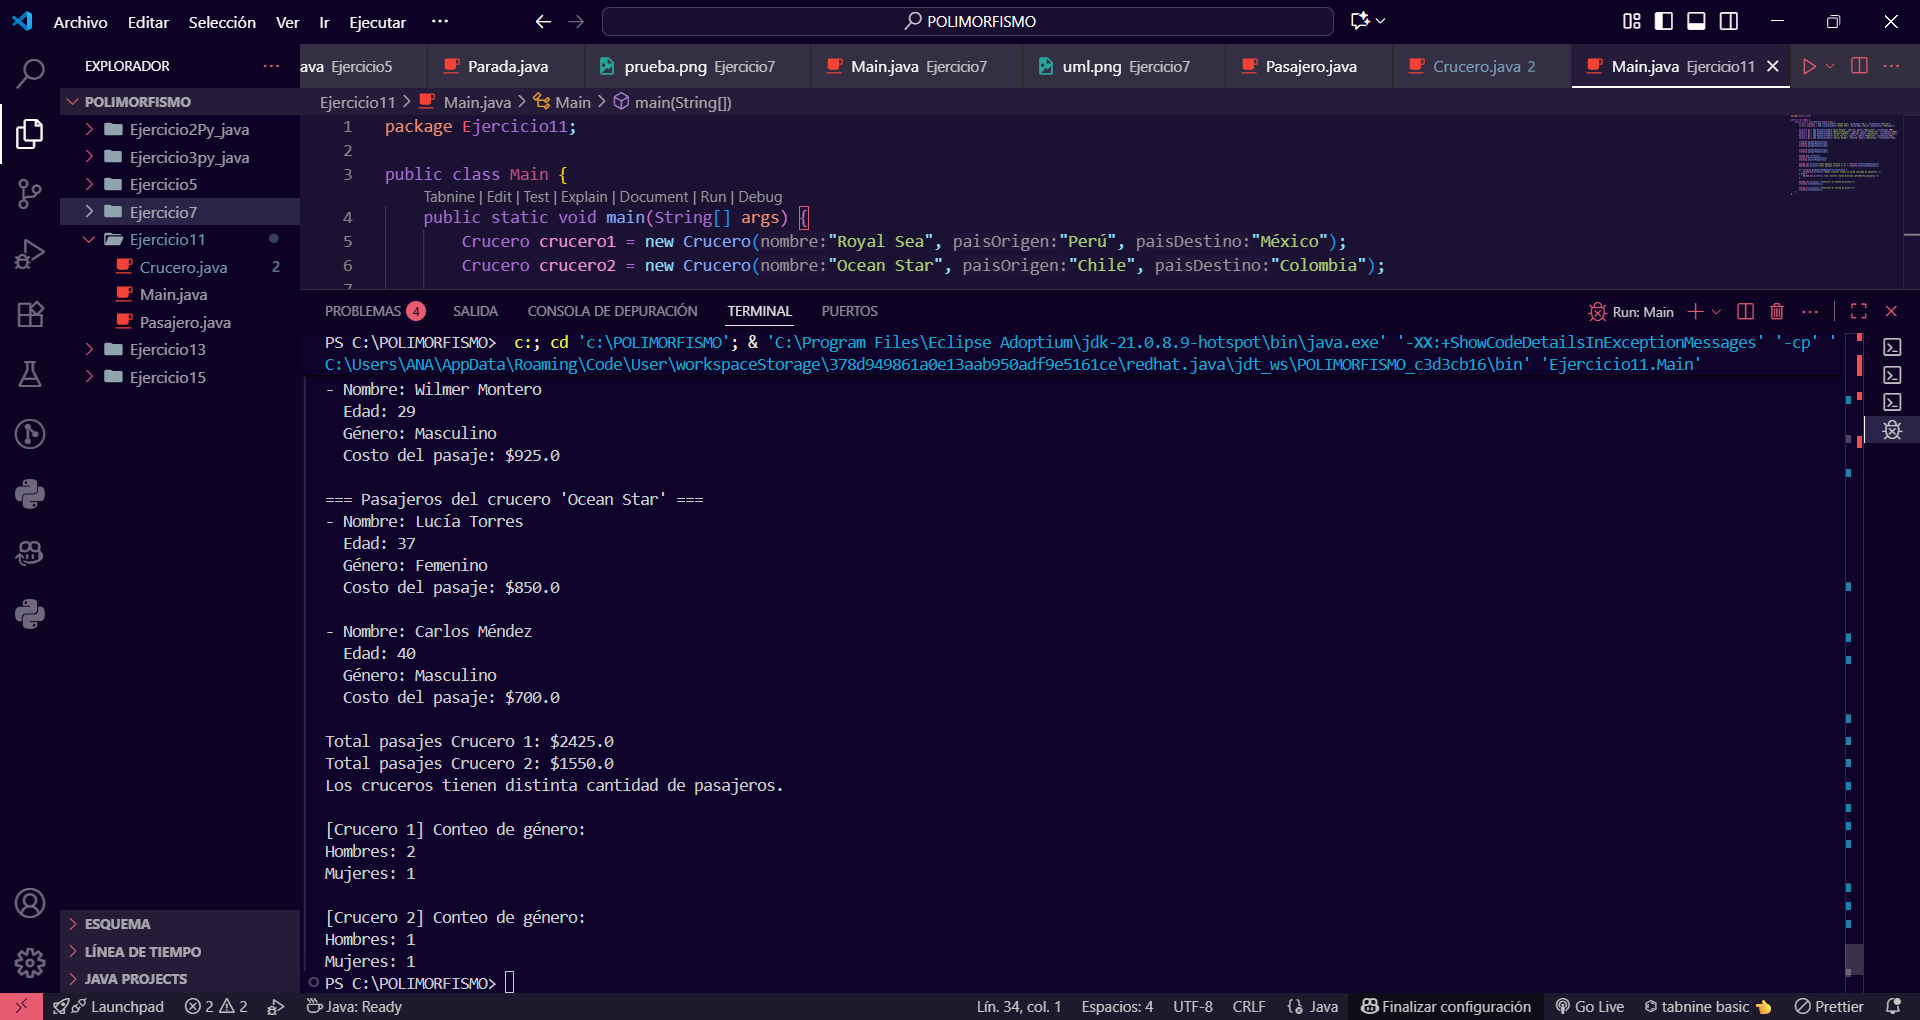 Archivo Editar Selección Ver Ir Ejecutar ··· POLIMORFISMO
EXPLORADOR ···
POLIMORFISMO
Ejercicio2Py_java
Ejercicio3py_java
Ejercicio5
Ejercicio7
Ejercicio11
Crucero.java 2
Main.java
Pasajero.java
Ejercicio13
Ejercicio15
ESQUEMA
LÍNEA DE TIEMPO
JAVA PROJECTS
ava Ejercicio5 Parada.java prueba.png Ejercicio7 Main.java Ejercicio7 uml.png Ejercicio7 Pasajero.java Crucero.java 2 Main.java Ejercicio11
Ejercicio11 > Main.java > Main > main(String[])
1 package Ejercicio11;
2
3 public class Main {
Tabnine | Edit | Test | Explain | Document | Run | Debug
4 public static void main(String[] args) {
5 Crucero crucero1 = new Crucero(nombre:"Royal Sea", paisOrigen:"Perú", paisDestino:"México");
6 Crucero crucero2 = new Crucero(nombre:"Ocean Star", paisOrigen:"Chile", paisDestino:"Colombia");
7
PROBLEMAS 4 SALIDA CONSOLA DE DEPURACIÓN TERMINAL PUERTOS Run: Main
PS C:\POLIMORFISMO> c:; cd 'c:\POLIMORFISMO'; & 'C:\Program Files\Eclipse Adoptium\jdk-21.0.8.9-hotspot\bin\java.exe' '-XX:+ShowCodeDetailsInExceptionMessages' '-cp' '
C:\Users\ANA\AppData\Roaming\Code\User\workspaceStorage\378d949861a0e13aab950adf9e5161ce\redhat.java\jdt_ws\POLIMORFISMO_c3d3cb16\bin' 'Ejercicio11.Main'
- Nombre: Wilmer Montero
Edad: 29
Género: Masculino
Costo del pasaje: $925.0
=== Pasajeros del crucero 'Ocean Star' ===
- Nombre: Lucía Torres
Edad: 37
Género: Femenino
Costo del pasaje: $850.0
- Nombre: Carlos Méndez
Edad: 40
Género: Masculino
Costo del pasaje: $700.0
Total pasajes Crucero 1: $2425.0
Total pasajes Crucero 2: $1550.0
Los cruceros tienen distinta cantidad de pasajeros.
[Crucero 1] Conteo de género:
Hombres: 2
Mujeres: 1
[Crucero 2] Conteo de género:
Hombres: 1
Mujeres: 1
PS C:\POLIMORFISMO>
Launchpad 2 2 Java: Ready Lín. 34, col. 1 Espacios: 4 UTF-8 CRLF {} Java Finalizar configuración Go Live tabnine basic Prettier